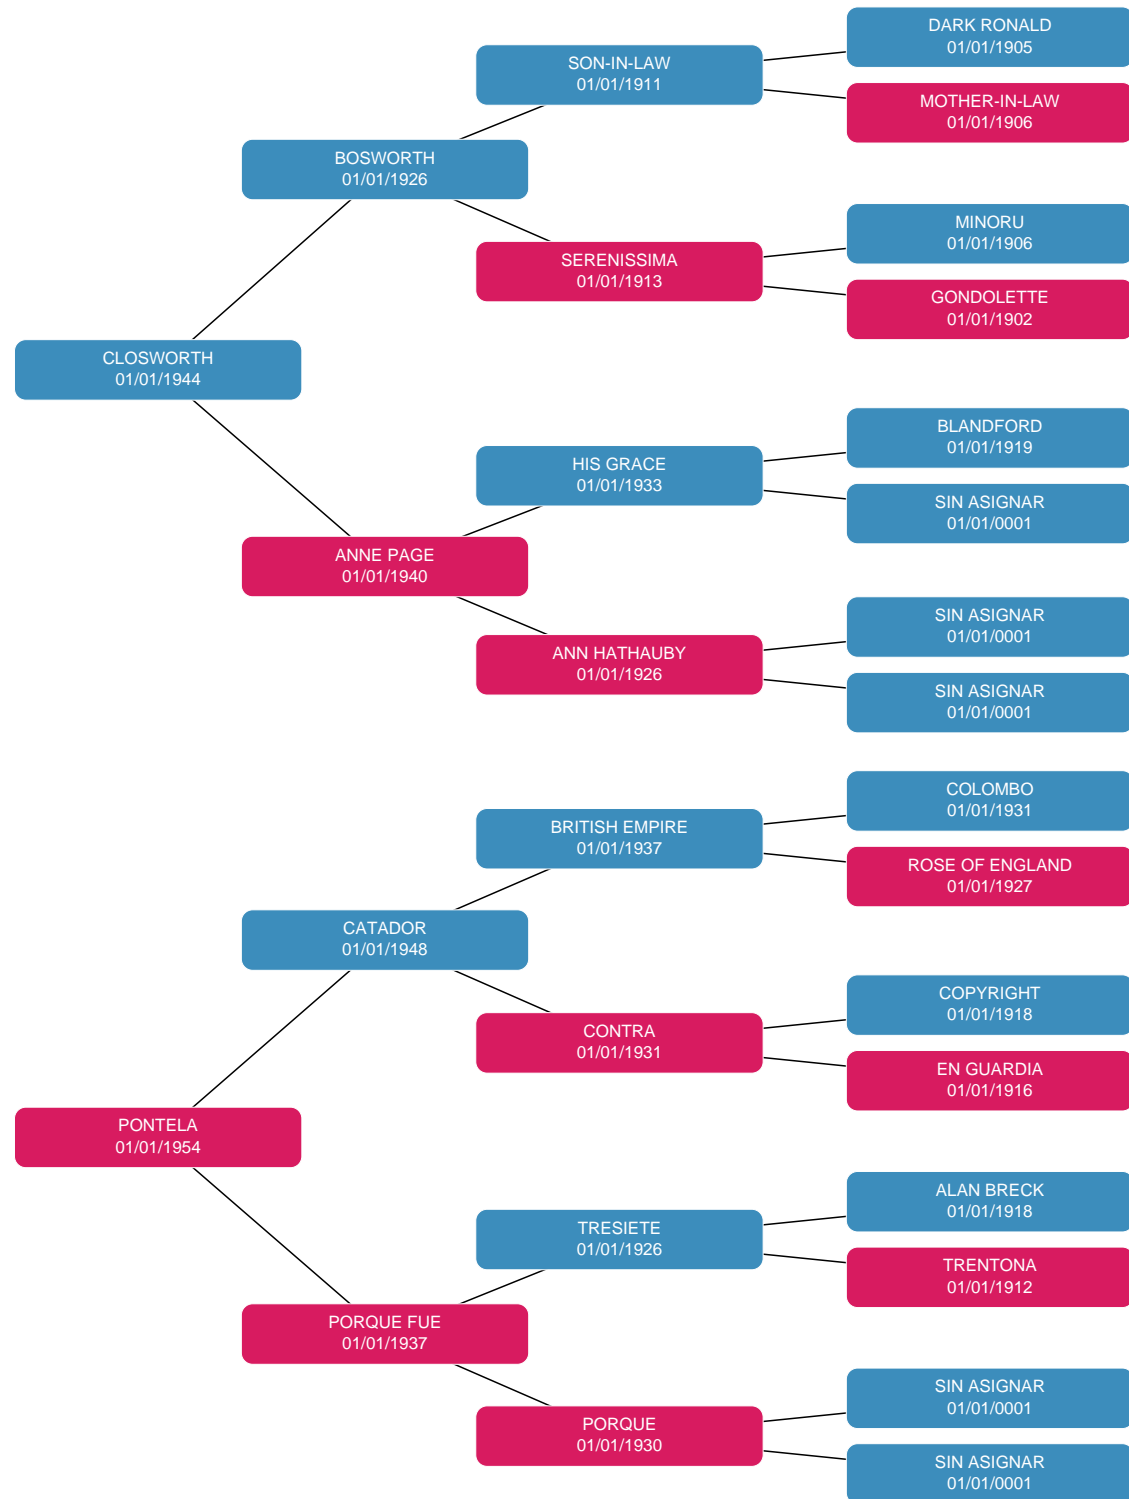 DARK RONALD
01/01/1905
SON-IN-LAW
01/01/1911
MOTHER-IN-LAW
01/01/1906
BOSWORTH
01/01/1926
MINORU
01/01/1906
SERENISSIMA
01/01/1913
GONDOLETTE
01/01/1902
CLOSWORTH
01/01/1944
BLANDFORD
01/01/1919
HIS GRACE
01/01/1933
SIN ASIGNAR
01/01/0001
ANNE PAGE
01/01/1940
SIN ASIGNAR
01/01/0001
ANN HATHAUBY
01/01/1926
SIN ASIGNAR
01/01/0001
COLOMBO
01/01/1931
BRITISH EMPIRE
01/01/1937
ROSE OF ENGLAND
01/01/1927
CATADOR
01/01/1948
COPYRIGHT
01/01/1918
CONTRA
01/01/1931
EN GUARDIA
01/01/1916
PONTELA
01/01/1954
ALAN BRECK
01/01/1918
TRESIETE
01/01/1926
TRENTONA
01/01/1912
PORQUE FUE
01/01/1937
SIN ASIGNAR
01/01/0001
PORQUE
01/01/1930
SIN ASIGNAR
01/01/0001